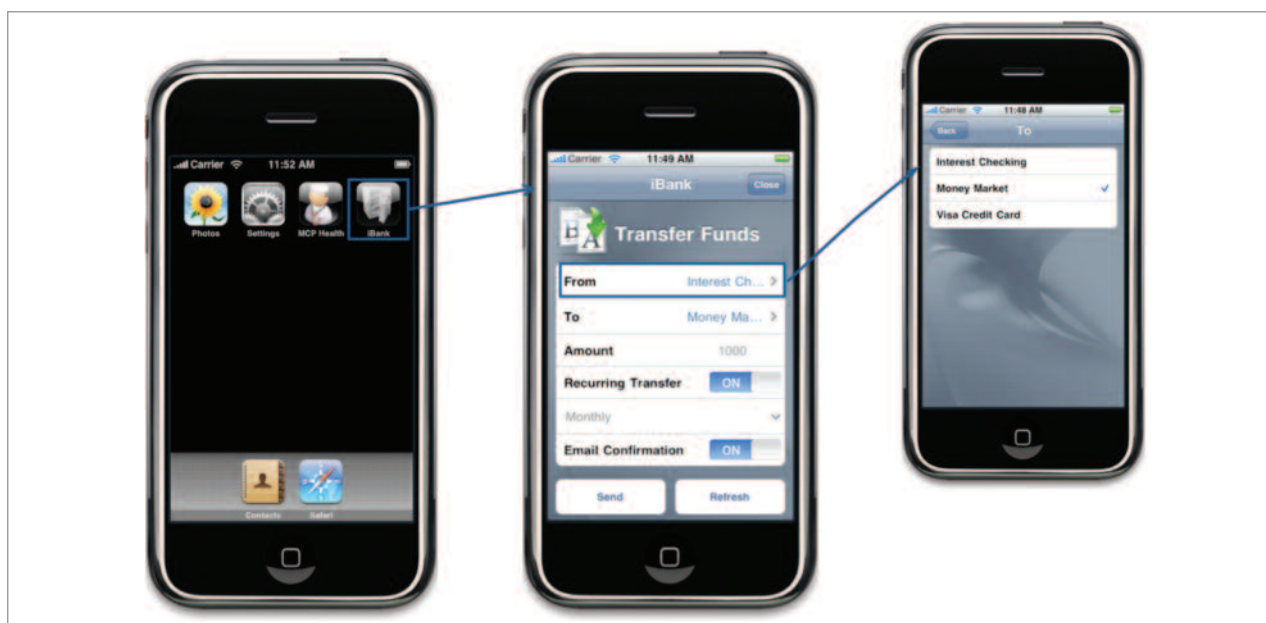 Carrier 11:52 AM
Photos Settings MCP Health iBank
Contacts Safari
Carrier 11:49 AM
iBank Close
Transfer Funds
From Interest Ch...
To Money Ma...
Amount 1000
Recurring Transfer ON
Monthly
Email Confirmation ON
Send Refresh
Carrier 11:48 AM
Back To
Interest Checking
Money Market
Visa Credit Card